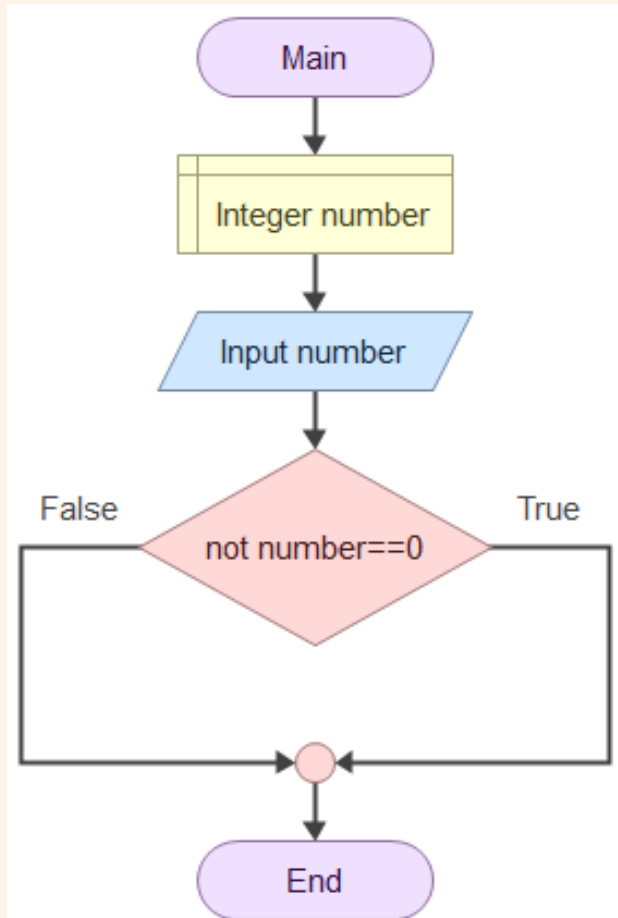 Main
Integer number
Input number
False
True
not number==0
End